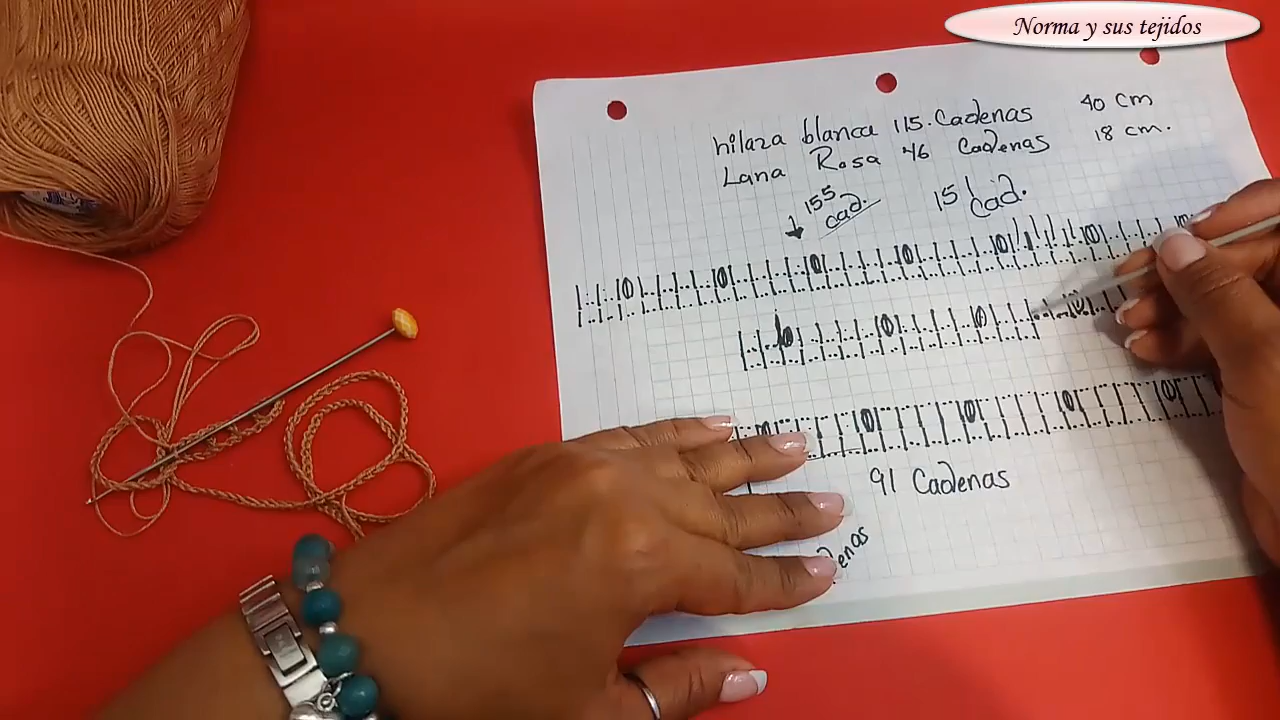 Norma y sus tejidos
hilaza blanca 115. Cadenas 40 cm
Lana Rosa 46 Cadenas 18 cm.
155 cad.
151 cad.
91 Cadenas